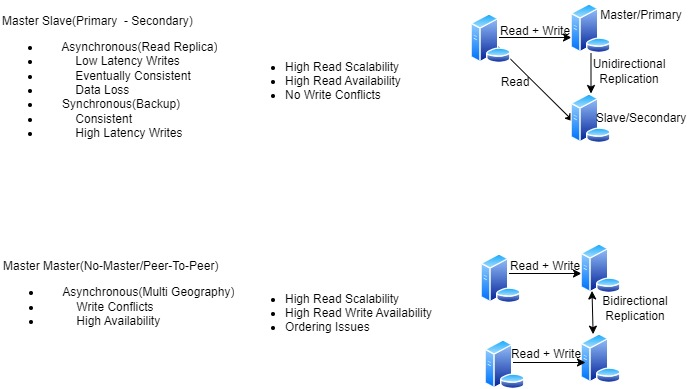 Master Slave(Primary - Secondary)
Asynchronous(Read Replica)
Low Latency Writes
Eventually Consistent
Data Loss
Synchronous(Backup)
Consistent
High Latency Writes
High Read Scalability
High Read Availability
No Write Conflicts
Master/Primary
Read + Write
Unidirectional
Replication
Read
Slave/Secondary
Master Master(No-Master/Peer-To-Peer)
Asynchronous(Multi Geography)
Write Conflicts
High Availability
High Read Scalability
High Read Write Availability
Ordering Issues
Read + Write
Bidirectional
Replication
Read + Write